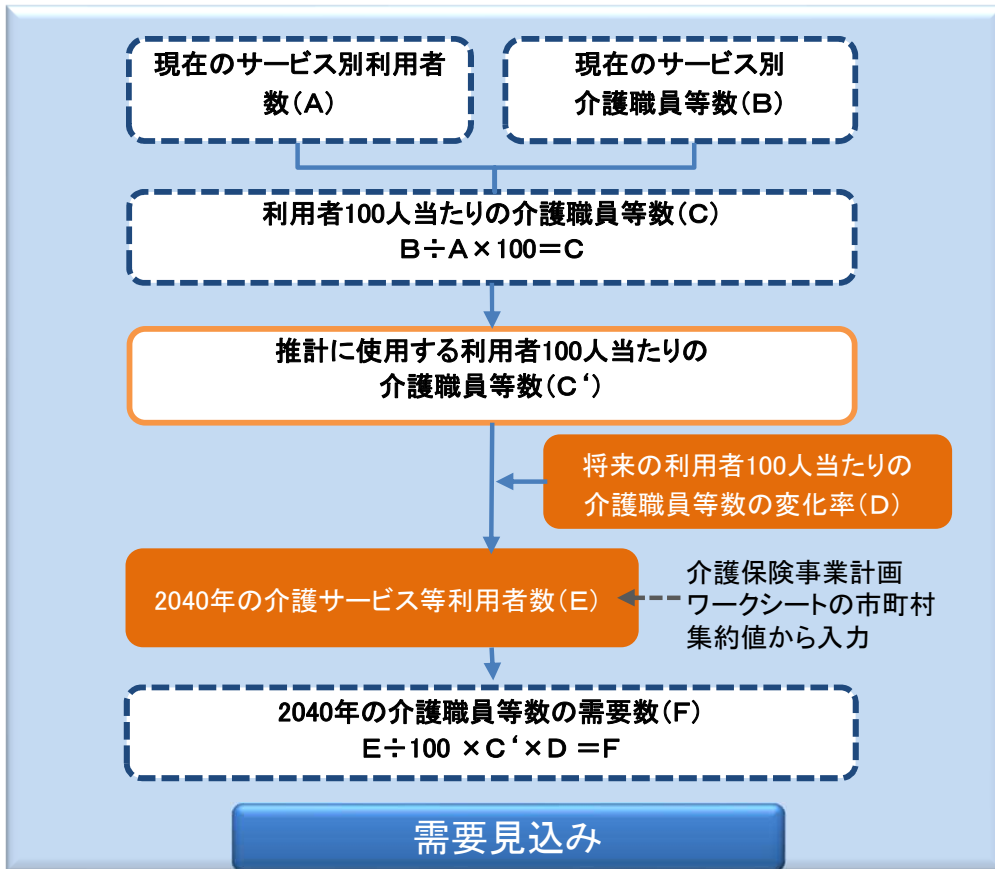 現在のサービス別利用者
数(A)
現在のサービス別
介護職員等数(B)
利用者100人当たりの介護職員等数(C)
B÷A×100=C
推計に使用する利用者100人当たりの
介護職員等数(C‘)
将来の利用者100人当たりの
介護職員等数の変化率(D)
2040年の介護サービス等利用者数(E)
介護保険事業計画
ワークシートの市町村
集約値から入力
2040年の介護職員等数の需要数(F)
E÷100 ×C‘×D =F
需要見込み